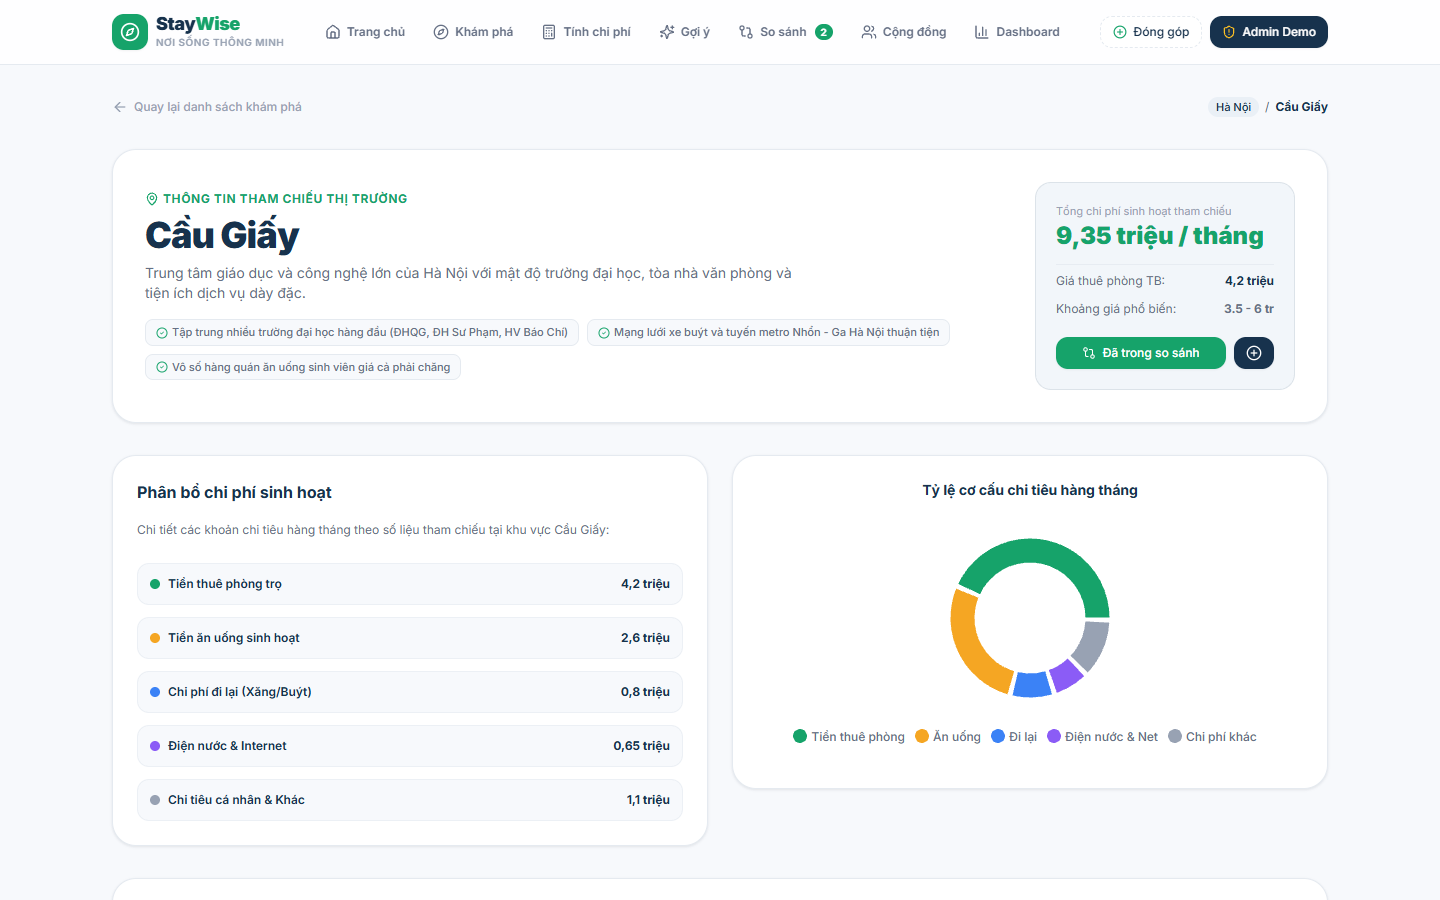 StayWise
NƠI SỐNG THÔNG MINH
Trang chủ
Khám phá
Tính chi phí
Gợi ý
So sánh 2
Cộng đồng
Dashboard
Đóng góp
Admin Demo
Quay lại danh sách khám phá
Hà Nội / Cầu Giấy
THÔNG TIN THAM CHIẾU THỊ TRƯỜNG
Cầu Giấy
Trung tâm giáo dục và công nghệ lớn của Hà Nội với mật độ trường đại học, tòa nhà văn phòng và
tiện ích dịch vụ dày đặc.
Tập trung nhiều trường đại học hàng đầu (ĐHQG, ĐH Sư Phạm, HV Báo Chí)
Mạng lưới xe buýt và tuyến metro Nhổn - Ga Hà Nội thuận tiện
Vô số hàng quán ăn uống sinh viên giá cả phải chăng
Tổng chi phí sinh hoạt tham chiếu
9,35 triệu / tháng
Giá thuê phòng TB: 4,2 triệu
Khoảng giá phổ biến: 3.5 - 6 tr
Đã trong so sánh
Phân bổ chi phí sinh hoạt
Chi tiết các khoản chi tiêu hàng tháng theo số liệu tham chiếu tại khu vực Cầu Giấy:
Tiền thuê phòng trọ 4,2 triệu
Tiền ăn uống sinh hoạt 2,6 triệu
Chi phí đi lại (Xăng/Buýt) 0,8 triệu
Điện nước & Internet 0,65 triệu
Chi tiêu cá nhân & Khác 1,1 triệu
Tỷ lệ cơ cấu chi tiêu hàng tháng
Tiền thuê phòng
Ăn uống
Đi lại
Điện nước & Net
Chi phí khác